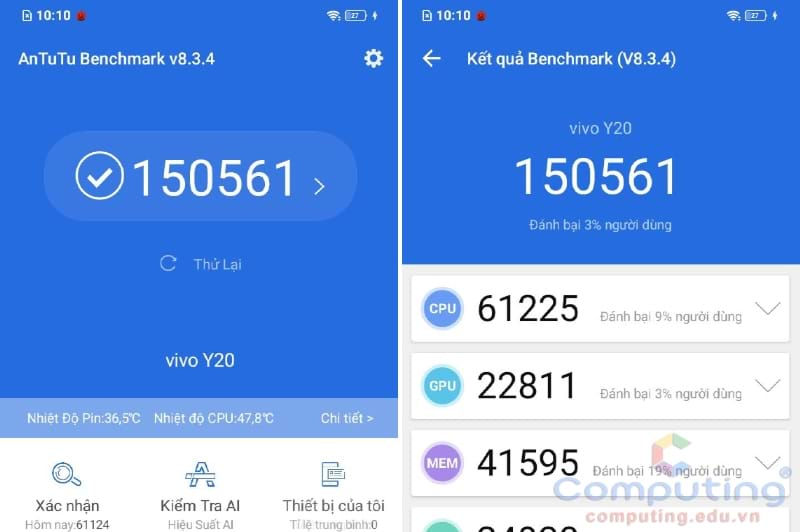 10:10
27
AnTuTu Benchmark v8.3.4
150561
Thử Lại
vivo Y20
Nhiệt Độ Pin:36,5℃ Nhiệt độ CPU:47,8℃ Chi tiết >
Xác nhận
Hôm nay:61124
Kiểm Tra AI
Hiệu Suất AI
Thiết bị của tôi
Tỉ lệ trung bình:0
10:10
27
Kết quả Benchmark (V8.3.4)
vivo Y20
150561
Đánh bại 3% người dùng
CPU 61225 Đánh bại 9% người dùng
GPU 22811 Đánh bại 3% người dùng
MEM 41595 Đánh bại 19% người dùng
Computing®
computing.edu.vn